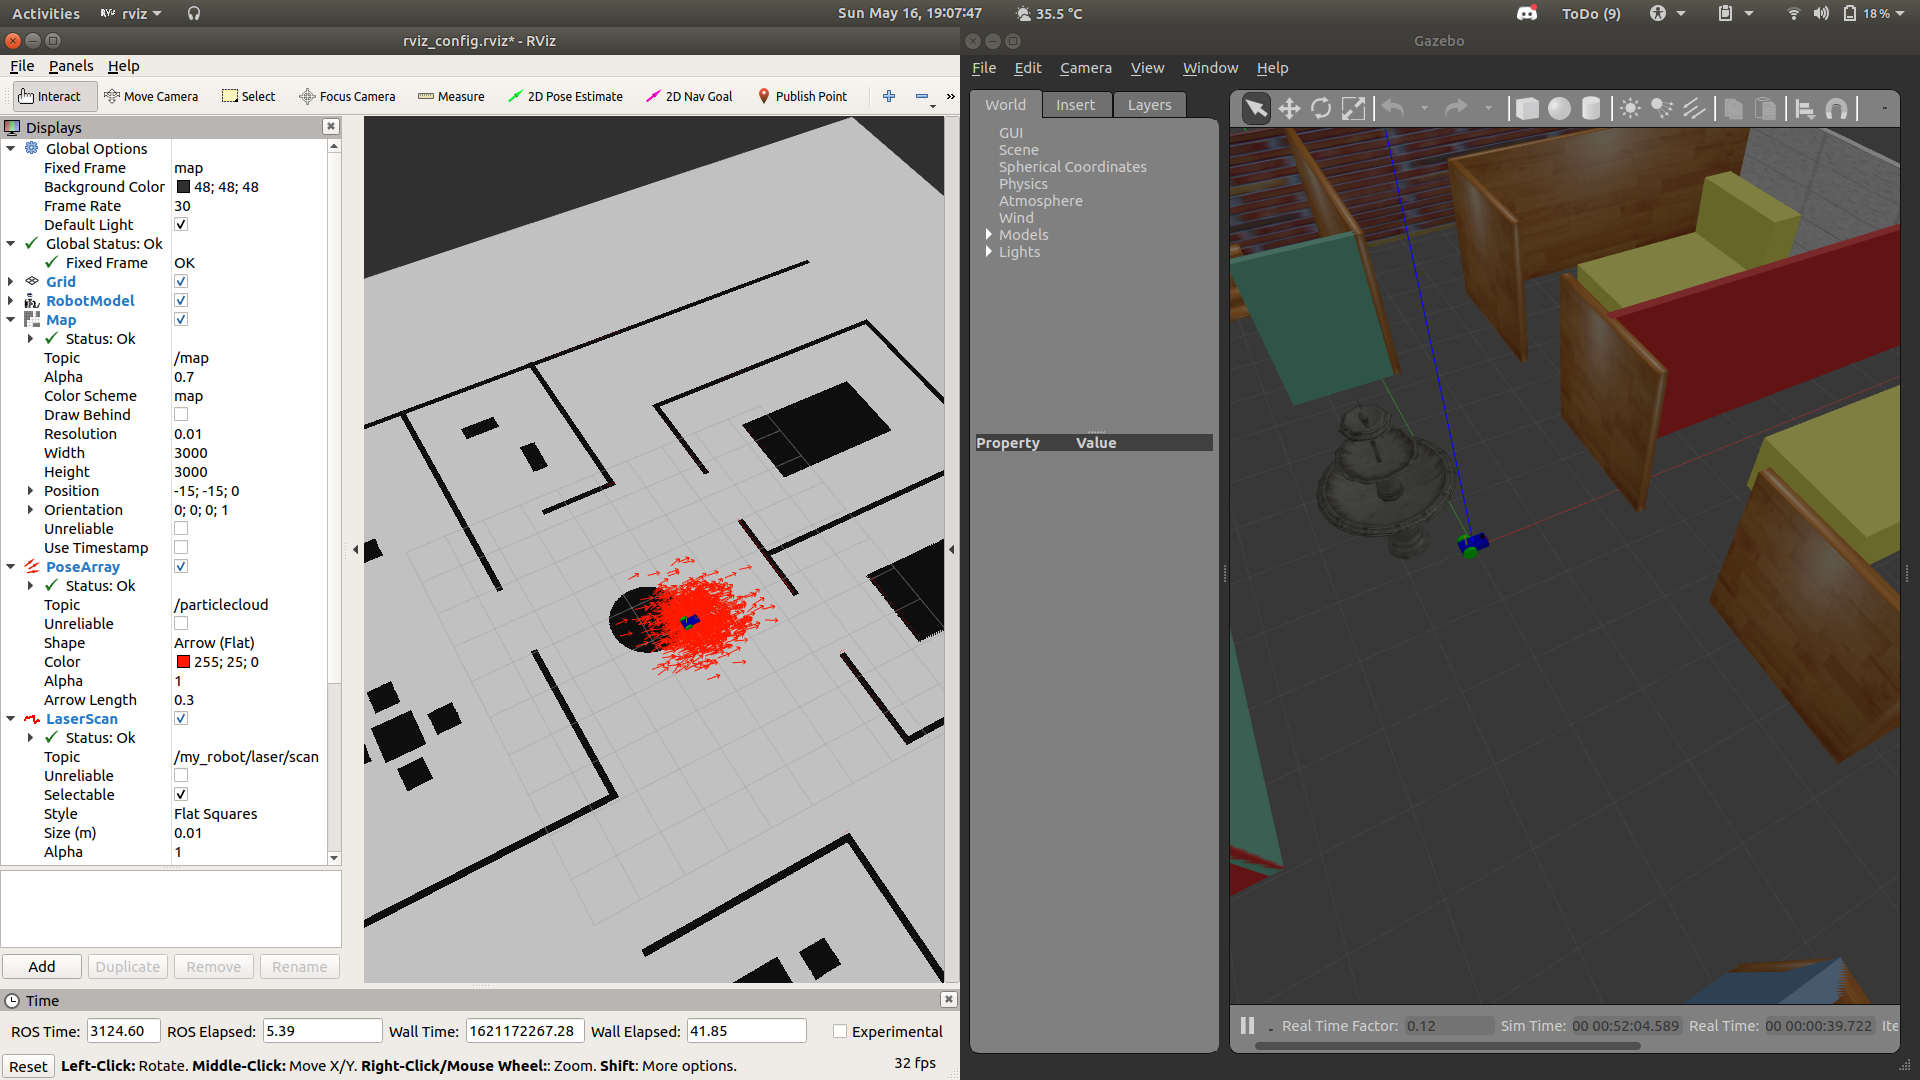 Activities RViz rviz Sun May 16, 19:07:47 35.5 °C ToDo (9) 18 %
rviz_config.rviz* - RViz
File Panels Help
Interact Move Camera Select Focus Camera Measure 2D Pose Estimate 2D Nav Goal Publish Point »
Displays
Global Options
Fixed Frame map
Background Color 48; 48; 48
Frame Rate 30
Default Light ✓
Global Status: Ok
Fixed Frame OK
Grid
RobotModel
Map
Status: Ok
Topic /map
Alpha 0.7
Color Scheme map
Draw Behind
Resolution 0.01
Width 3000
Height 3000
Position -15; -15; 0
Orientation 0; 0; 0; 1
Unreliable
Use Timestamp
PoseArray
Status: Ok
Topic /particlecloud
Unreliable
Shape Arrow (Flat)
Color 255; 25; 0
Alpha 1
Arrow Length 0.3
LaserScan
Status: Ok
Topic /my_robot/laser/scan
Unreliable
Selectable
Style Flat Squares
Size (m) 0.01
Alpha 1
Add Duplicate Remove Rename
Time
ROS Time: 3124.60 ROS Elapsed: 5.39 Wall Time: 1621172267.28 Wall Elapsed: 41.85 Experimental
Reset Left-Click: Rotate. Middle-Click: Move X/Y. Right-Click/Mouse Wheel:: Zoom. Shift: More options. 32 fps
Gazebo
File Edit Camera View Window Help
World Insert Layers
GUI
Scene
Spherical Coordinates
Physics
Atmosphere
Wind
Models
Lights
Property Value
Real Time Factor: 0.12 Sim Time: 00 00:52:04.589 Real Time: 00 00:00:39.722 Ite